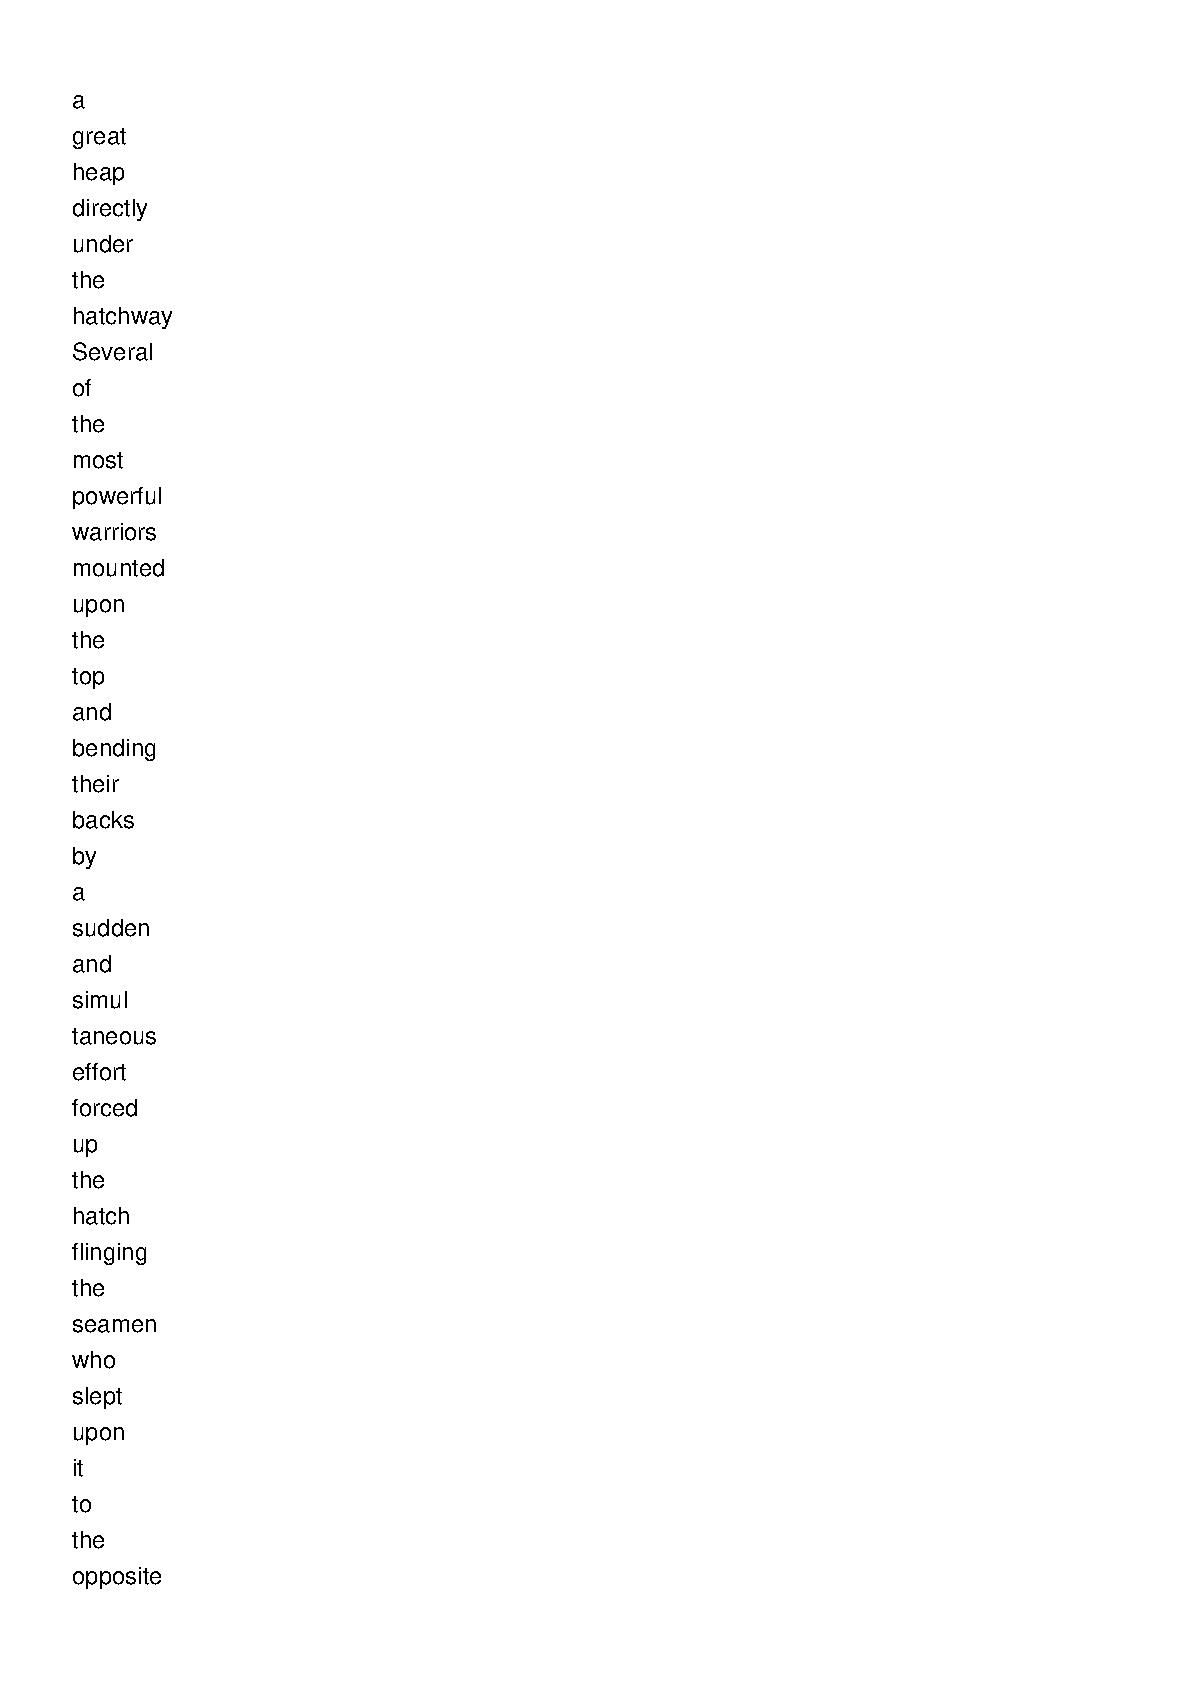 a
great
heap
directly
under
the
hatchway
Several
of
the
most
powerful
warriors
mounted
upon
the
top
and
bending
their
backs
by
a
sudden
and
simul
taneous
effort
forced
up
the
hatch
flinging
the
seamen
who
slept
upon
it
to
the
opposite